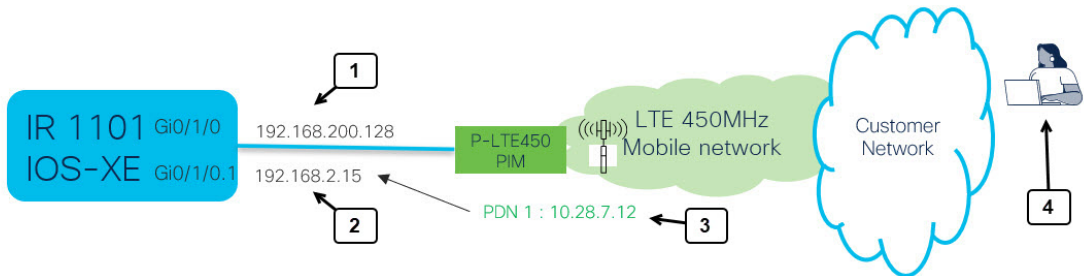 1
IR 1101 Gi0/1/0
IOS-XE Gi0/1/0.1
192.168.200.128
192.168.2.15
2
P-LTE450
PIM
LTE 450MHz
Mobile network
PDN 1 : 10.28.7.12
3
Customer
Network
4